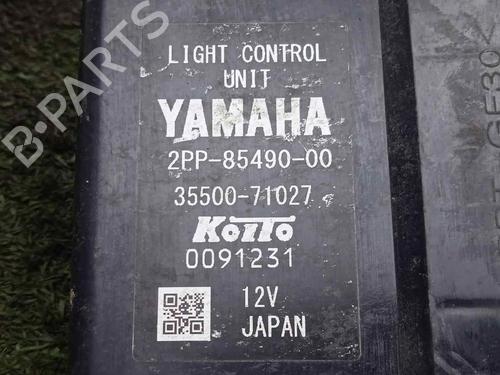 LIGHT CONTROL
UNIT
YAMAHA
2PP-85490-00
35500-71027
KOITO
0091231
12V
JAPAN
B-PARTS